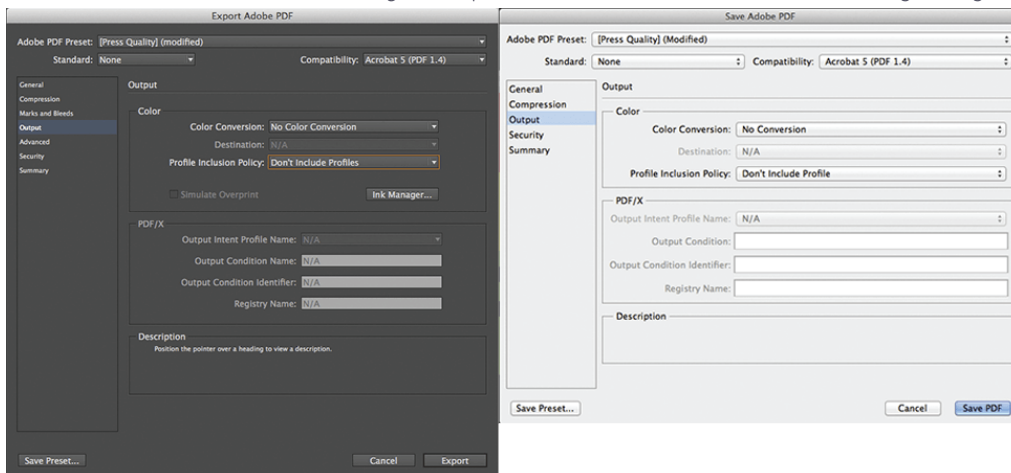 Export Adobe PDF
Adobe PDF Preset: [Press Quality] (modified)
Standard: None Compatibility: Acrobat 5 (PDF 1.4)
General
Compression
Marks and Bleeds
Output
Advanced
Security
Summary
Output
Color
Color Conversion: No Color Conversion
Destination: N/A
Profile Inclusion Policy: Don't Include Profiles
Simulate Overprint Ink Manager...
PDF/X
Output Intent Profile Name: N/A
Output Condition Name: N/A
Output Condition Identifier: N/A
Registry Name: N/A
Description
Position the pointer over a heading to view a description.
Save Preset... Cancel Export
Save Adobe PDF
Adobe PDF Preset: [Press Quality] (Modified)
Standard: None Compatibility: Acrobat 5 (PDF 1.4)
General
Compression
Output
Security
Summary
Output
Color
Color Conversion: No Conversion
Destination: N/A
Profile Inclusion Policy: Don't Include Profile
PDF/X
Output Intent Profile Name: N/A
Output Condition:
Output Condition Identifier:
Registry Name:
Description
Save Preset... Cancel Save PDF